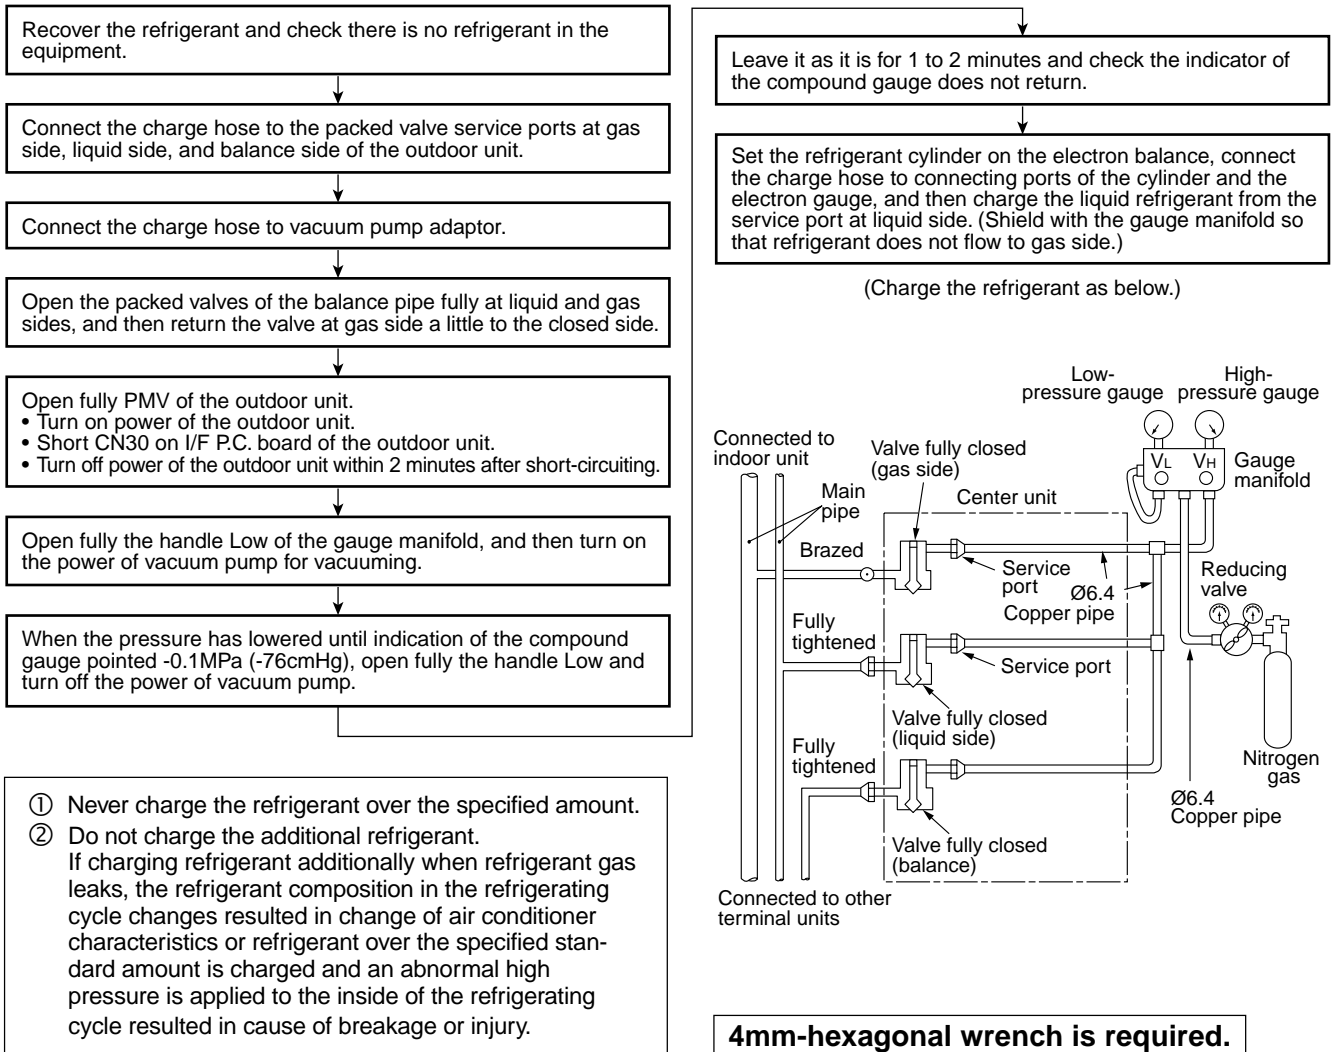 Recover the refrigerant and check there is no refrigerant in the
equipment.
Connect the charge hose to the packed valve service ports at gas
side, liquid side, and balance side of the outdoor unit.
Connect the charge hose to vacuum pump adaptor.
Open the packed valves of the balance pipe fully at liquid and gas
sides, and then return the valve at gas side a little to the closed side.
Open fully PMV of the outdoor unit.
• Turn on power of the outdoor unit.
• Short CN30 on I/F P.C. board of the outdoor unit.
• Turn off power of the outdoor unit within 2 minutes after short-circuiting.
Open fully the handle Low of the gauge manifold, and then turn on
the power of vacuum pump for vacuuming.
When the pressure has lowered until indication of the compound
gauge pointed -0.1MPa (-76cmHg), open fully the handle Low and
turn off the power of vacuum pump.
① Never charge the refrigerant over the specified amount.
② Do not charge the additional refrigerant.
If charging refrigerant additionally when refrigerant gas
leaks, the refrigerant composition in the refrigerating
cycle changes resulted in change of air conditioner
characteristics or refrigerant over the specified stan-
dard amount is charged and an abnormal high
pressure is applied to the inside of the refrigerating
cycle resulted in cause of breakage or injury.
Leave it as it is for 1 to 2 minutes and check the indicator of
the compound gauge does not return.
Set the refrigerant cylinder on the electron balance, connect
the charge hose to connecting ports of the cylinder and the
electron gauge, and then charge the liquid refrigerant from the
service port at liquid side. (Shield with the gauge manifold so
that refrigerant does not flow to gas side.)
(Charge the refrigerant as below.)
Low-
pressure gauge
High-
pressure gauge
Connected to
indoor unit
Valve fully closed
(gas side)
VL
VH
Gauge
manifold
Main
pipe
Center unit
Brazed
Service
port
Ø6.4
Copper pipe
Reducing
valve
Fully
tightened
Service port
Valve fully closed
(liquid side)
Fully
tightened
Nitrogen
gas
Ø6.4
Copper pipe
Valve fully closed
(balance)
Connected to other
terminal units
4mm-hexagonal wrench is required.